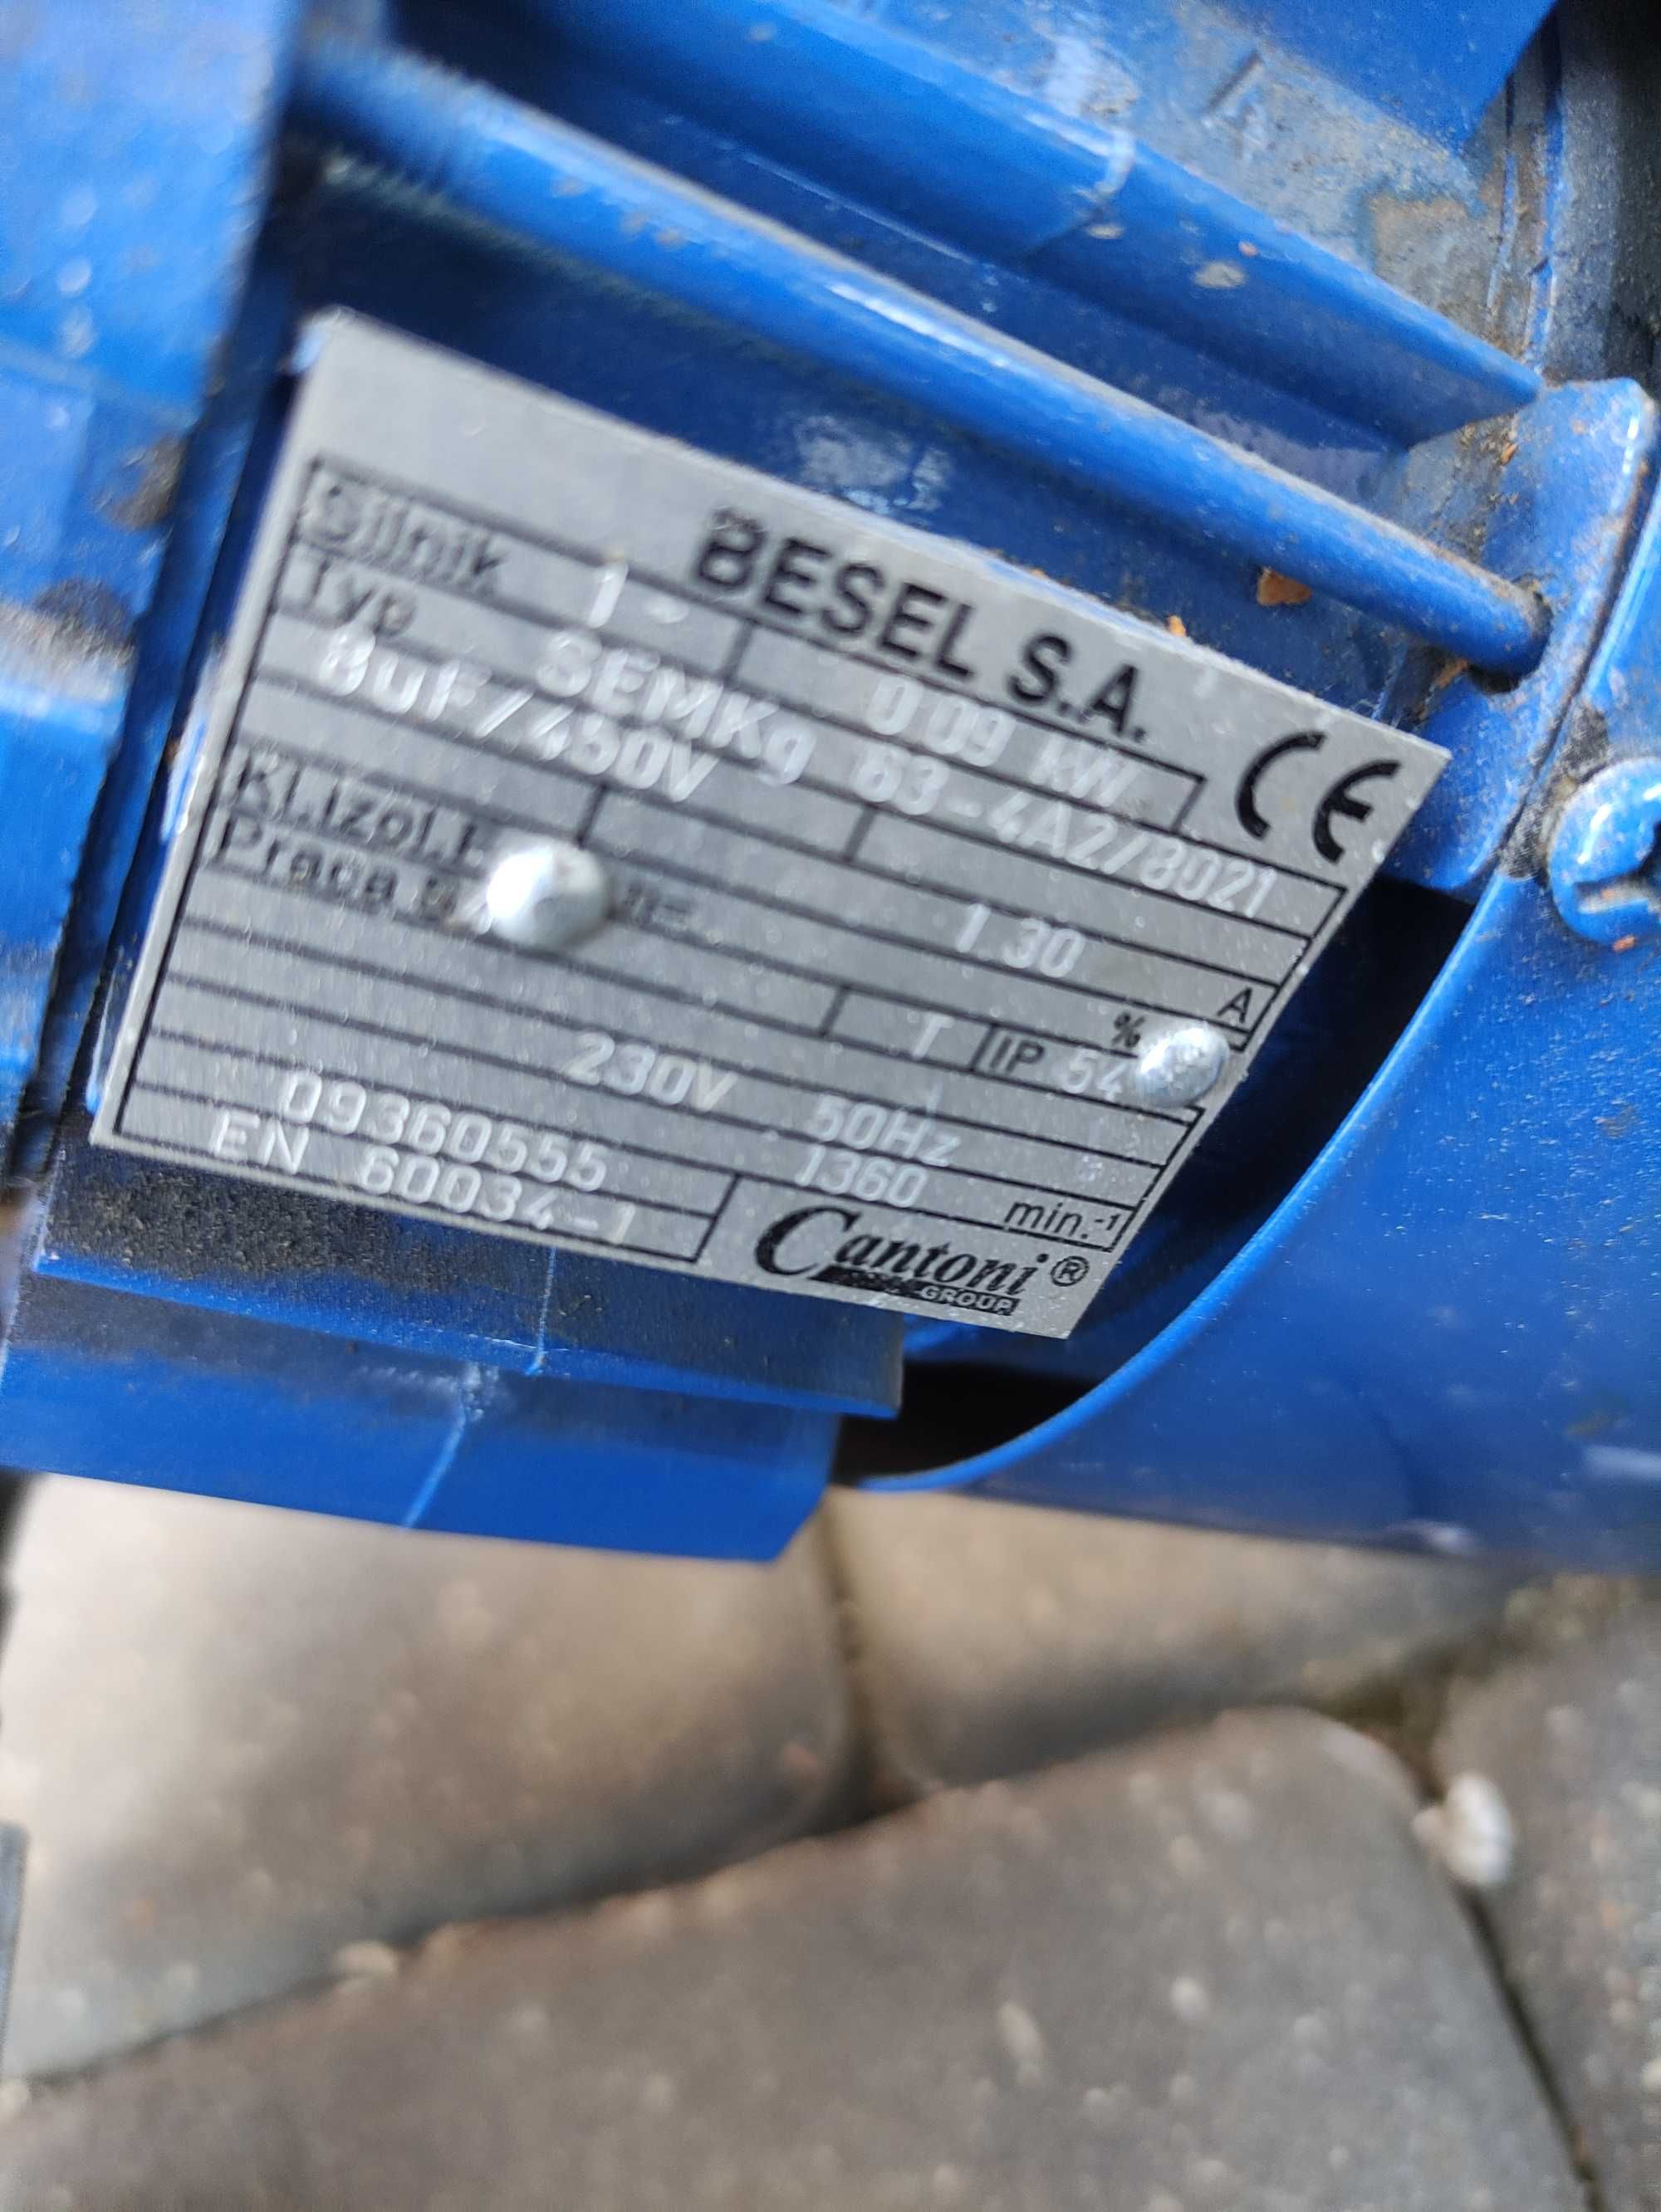 BESEL S.A.
CE
Silnik 1~ 0.09 kW
Typ SEMKg 63-4A2/8021
8uF/450V 1.30 A
%
Kl.izol. T IP 54
Praca
230V 50Hz
1360 min.-1
09360555
EN 60034-1
Cantoni®
GROUP